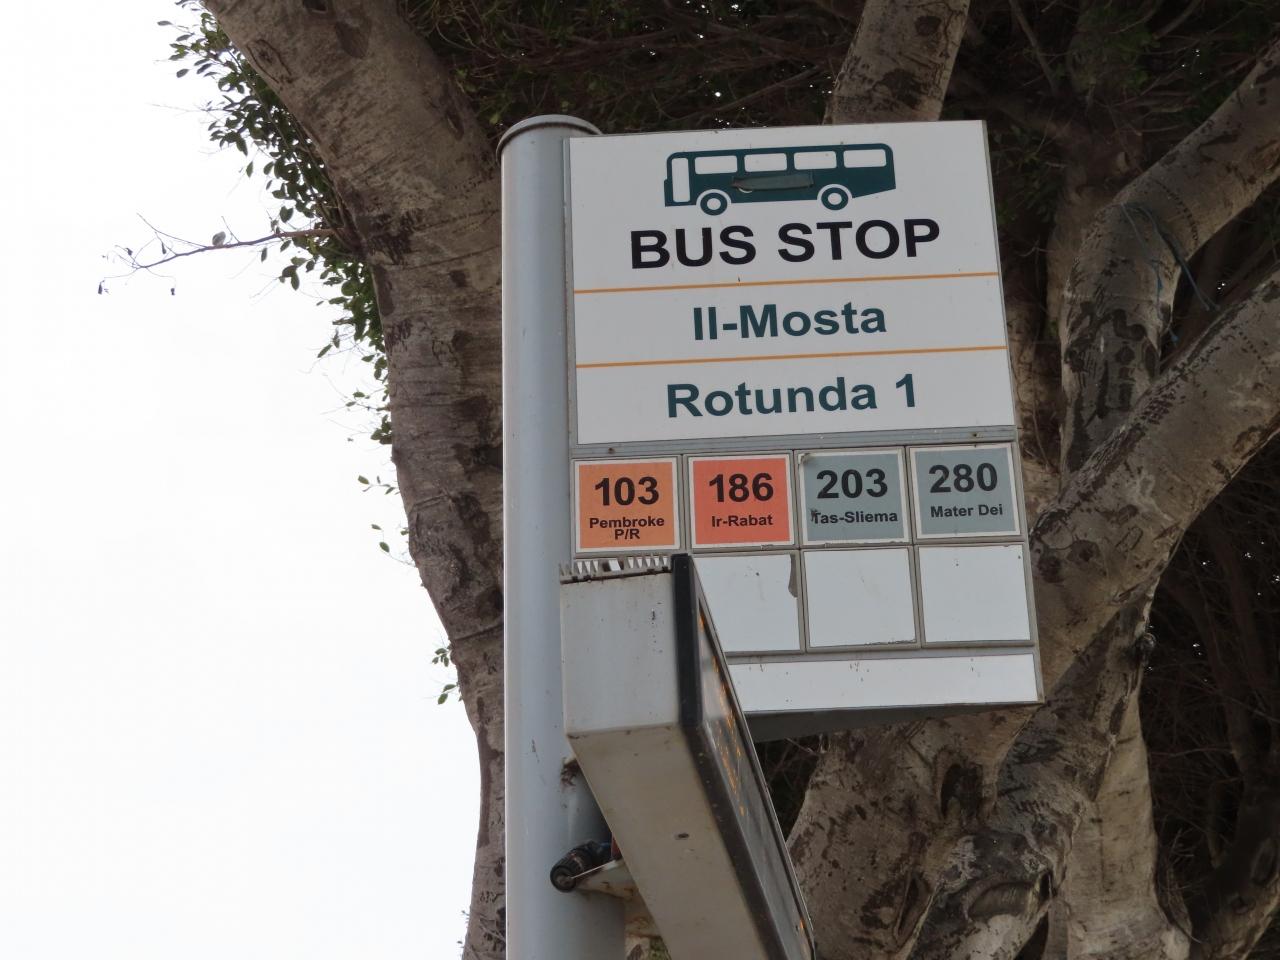 BUS STOP
Il-Mosta
Rotunda 1
103
Pembroke
P/R
186
Ir-Rabat
203
Tas-Sliema
280
Mater Dei